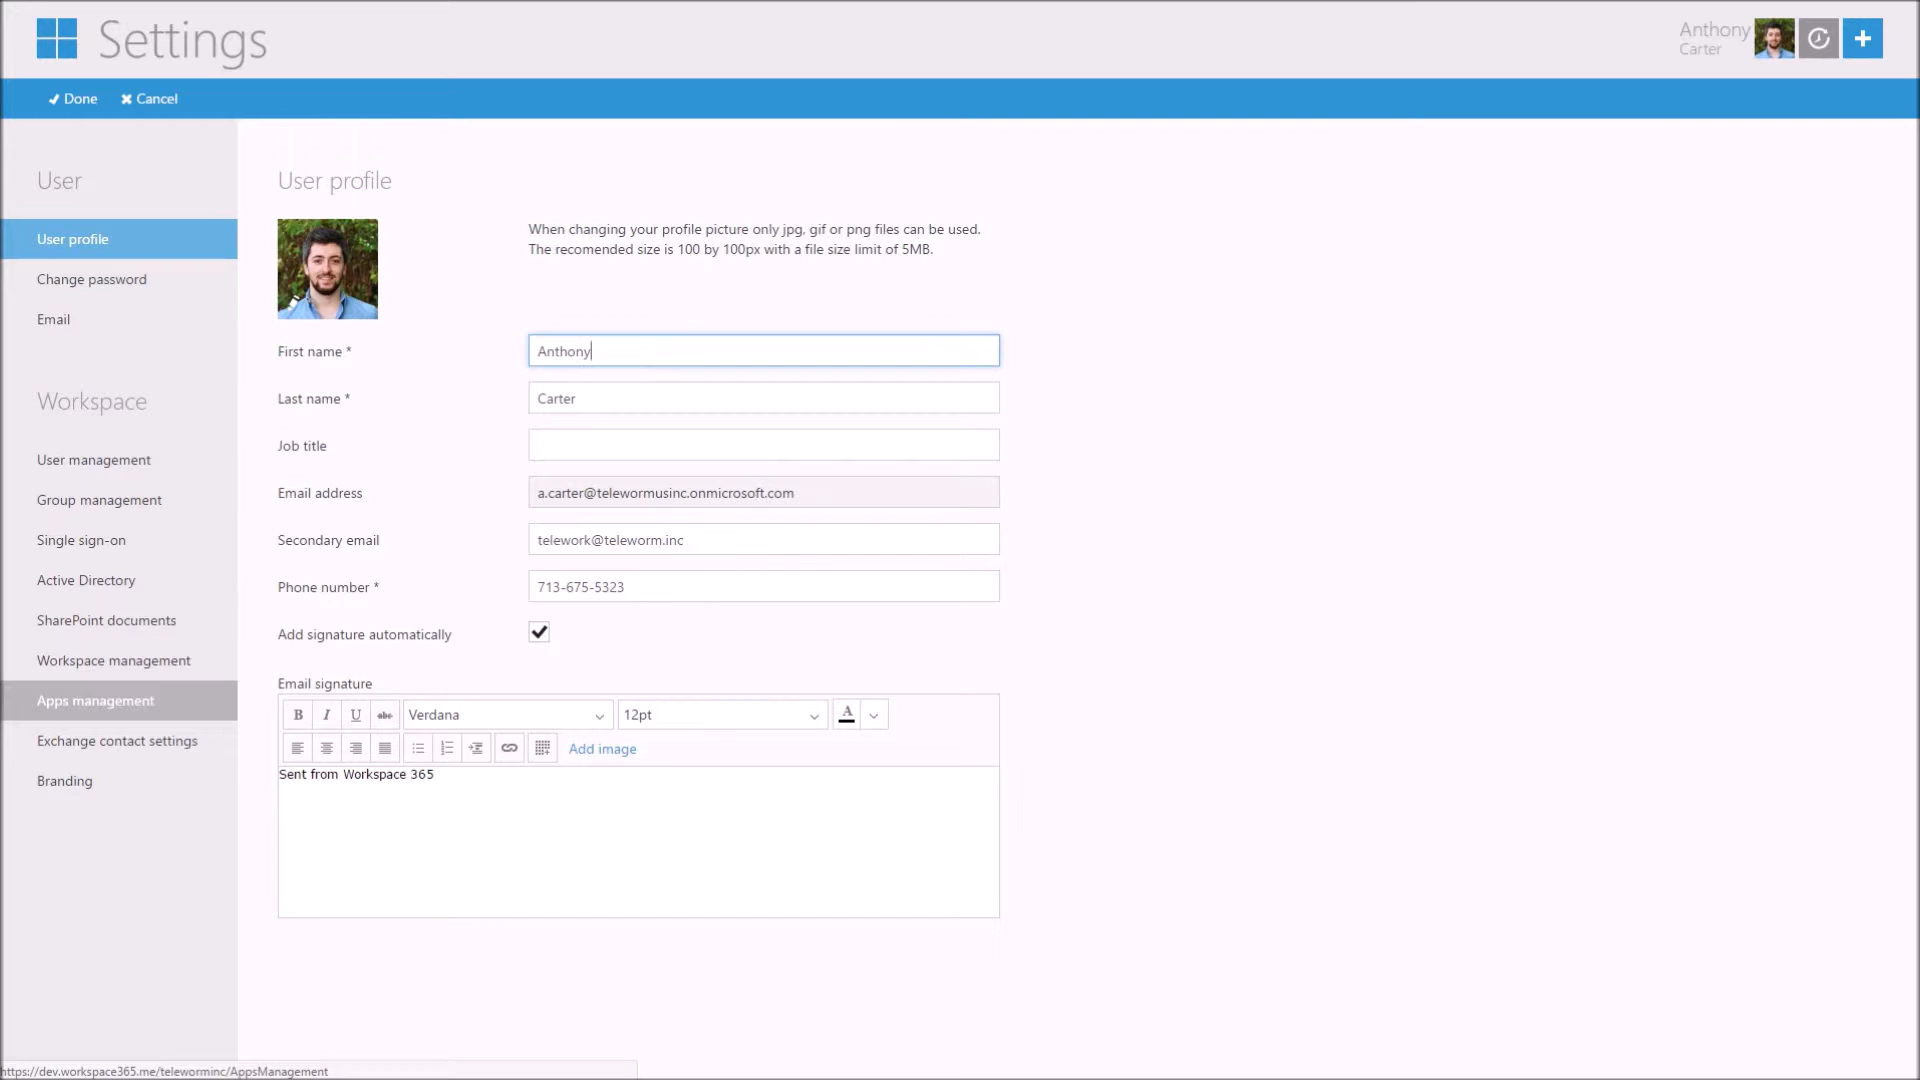 Settings
Anthony
Carter
Done
Cancel
User
User profile
Change password
Email
Workspace
User management
Group management
Single sign-on
Active Directory
SharePoint documents
Workspace management
Apps management
Exchange contact settings
Branding
User profile
When changing your profile picture only jpg, gif or png files can be used.
The recomended size is 100 by 100px with a file size limit of 5MB.
First name * Anthony
Last name * Carter
Job title
Email address a.carter@telewormusinc.onmicrosoft.com
Secondary email telework@teleworm.inc
Phone number * 713-675-5323
Add signature automatically
Email signature
B I U abc Verdana 12pt A
Add image
Sent from Workspace 365
https://dev.workspace365.me/teleworminc/AppsManagement